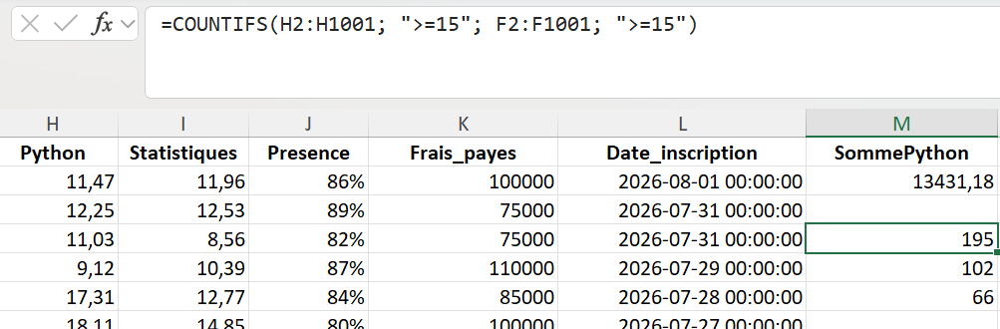 fx =COUNTIFS(H2:H1001; ">=15"; F2:F1001; ">=15")
H I J K L M
Python Statistiques Presence Frais_payes Date_inscription SommePython
11,47 11,96 86% 100000 2026-08-01 00:00:00 13431,18
12,25 12,53 89% 75000 2026-07-31 00:00:00
11,03 8,56 82% 75000 2026-07-31 00:00:00 195
9,12 10,39 87% 110000 2026-07-29 00:00:00 102
17,31 12,77 84% 85000 2026-07-28 00:00:00 66
18,11 14,85 80% 100000 2026-07-27 00:00:00